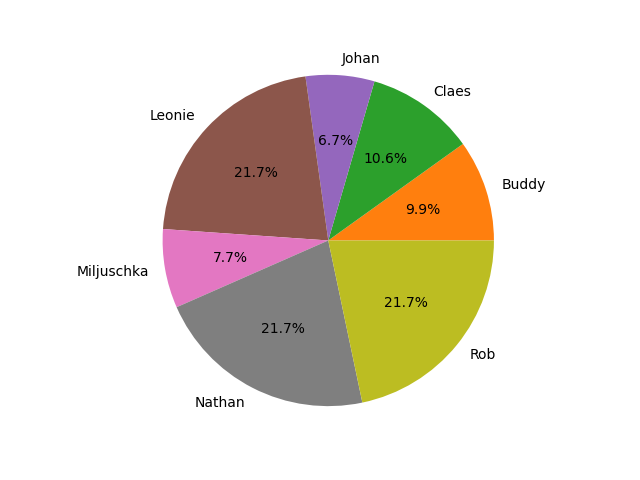 Johan
Claes
Leonie
6.7%
10.6%
21.7%
Buddy
9.9%
7.7%
Miljuschka
21.7%
21.7%
Rob
Nathan